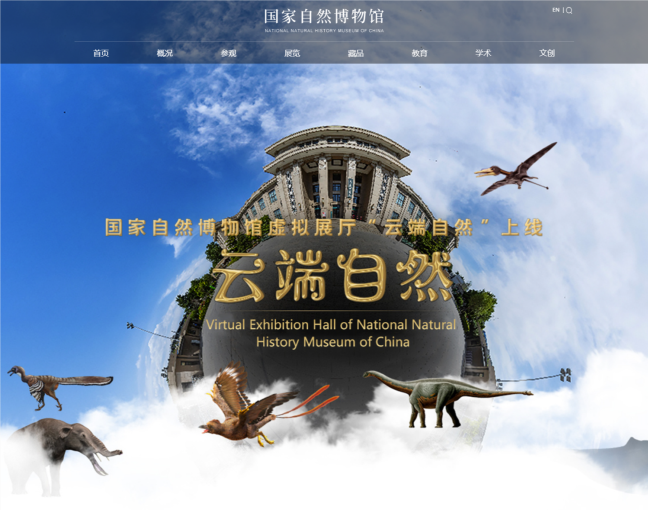 国家自然博物馆
NATIONAL NATURAL HISTORY MUSEUM OF CHINA
EN |
首页 概况 参观 展览 藏品 教育 学术 文创
国家自然博物馆虚拟展厅“云端自然”上线
云端自然
Virtual Exhibition Hall of National Natural
History Museum of China